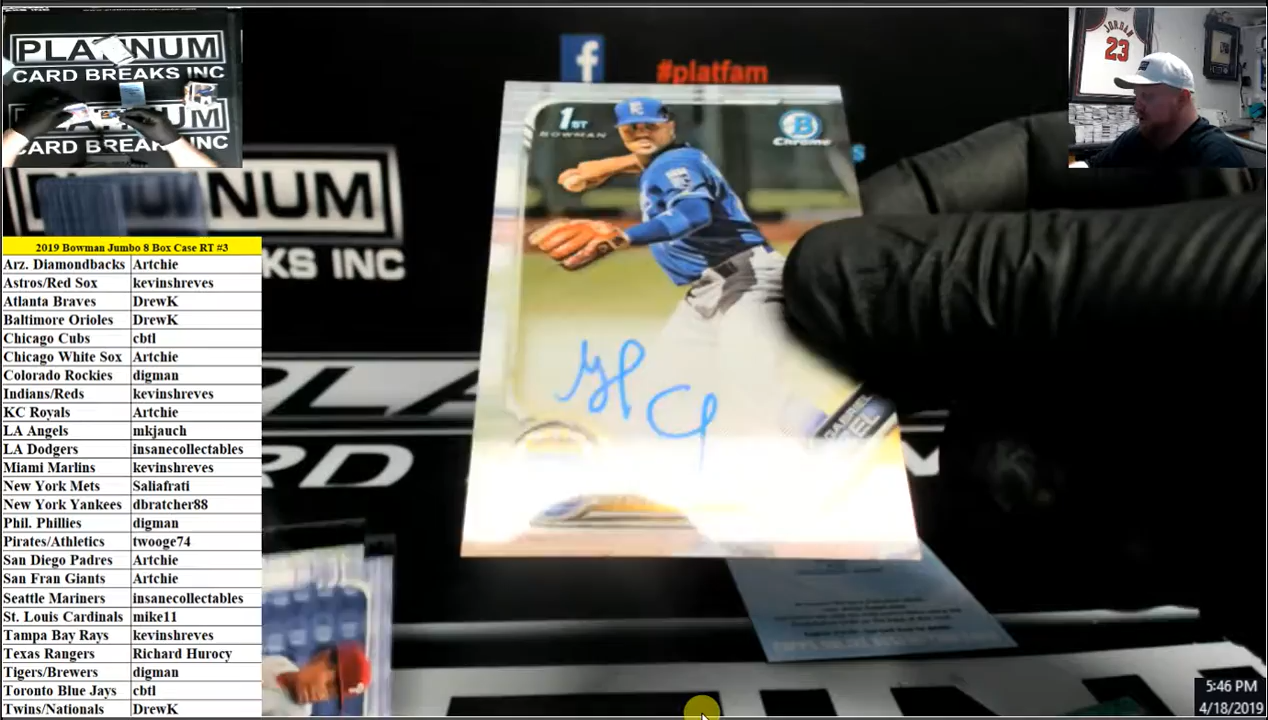 PLATINUM
CARD BREAKS INC
CARD BREAKS INC
#platfam
JORDAN
23
1ST
BOWMAN
B
Chrome
NUM
KS INC
2019 Bowman Jumbo 8 Box Case RT #3
Arz. Diamondbacks Artchie
Astros/Red Sox kevinshreves
Atlanta Braves DrewK
Baltimore Orioles DrewK
Chicago Cubs cbtl
Chicago White Sox Artchie
Colorado Rockies digman
Indians/Reds kevinshreves
KC Royals Artchie
LA Angels mkjauch
LA Dodgers insanecollectables
Miami Marlins kevinshreves
New York Mets Saliafrati
New York Yankees dbratcher88
Phil. Phillies digman
Pirates/Athletics twooge74
San Diego Padres Artchie
San Fran Giants Artchie
Seattle Mariners insanecollectables
St. Louis Cardinals mike11
Tampa Bay Rays kevinshreves
Texas Rangers Richard Hurocy
Tigers/Brewers digman
Toronto Blue Jays cbtl
Twins/Nationals DrewK
GABRIEL
5:46 PM
4/18/2019